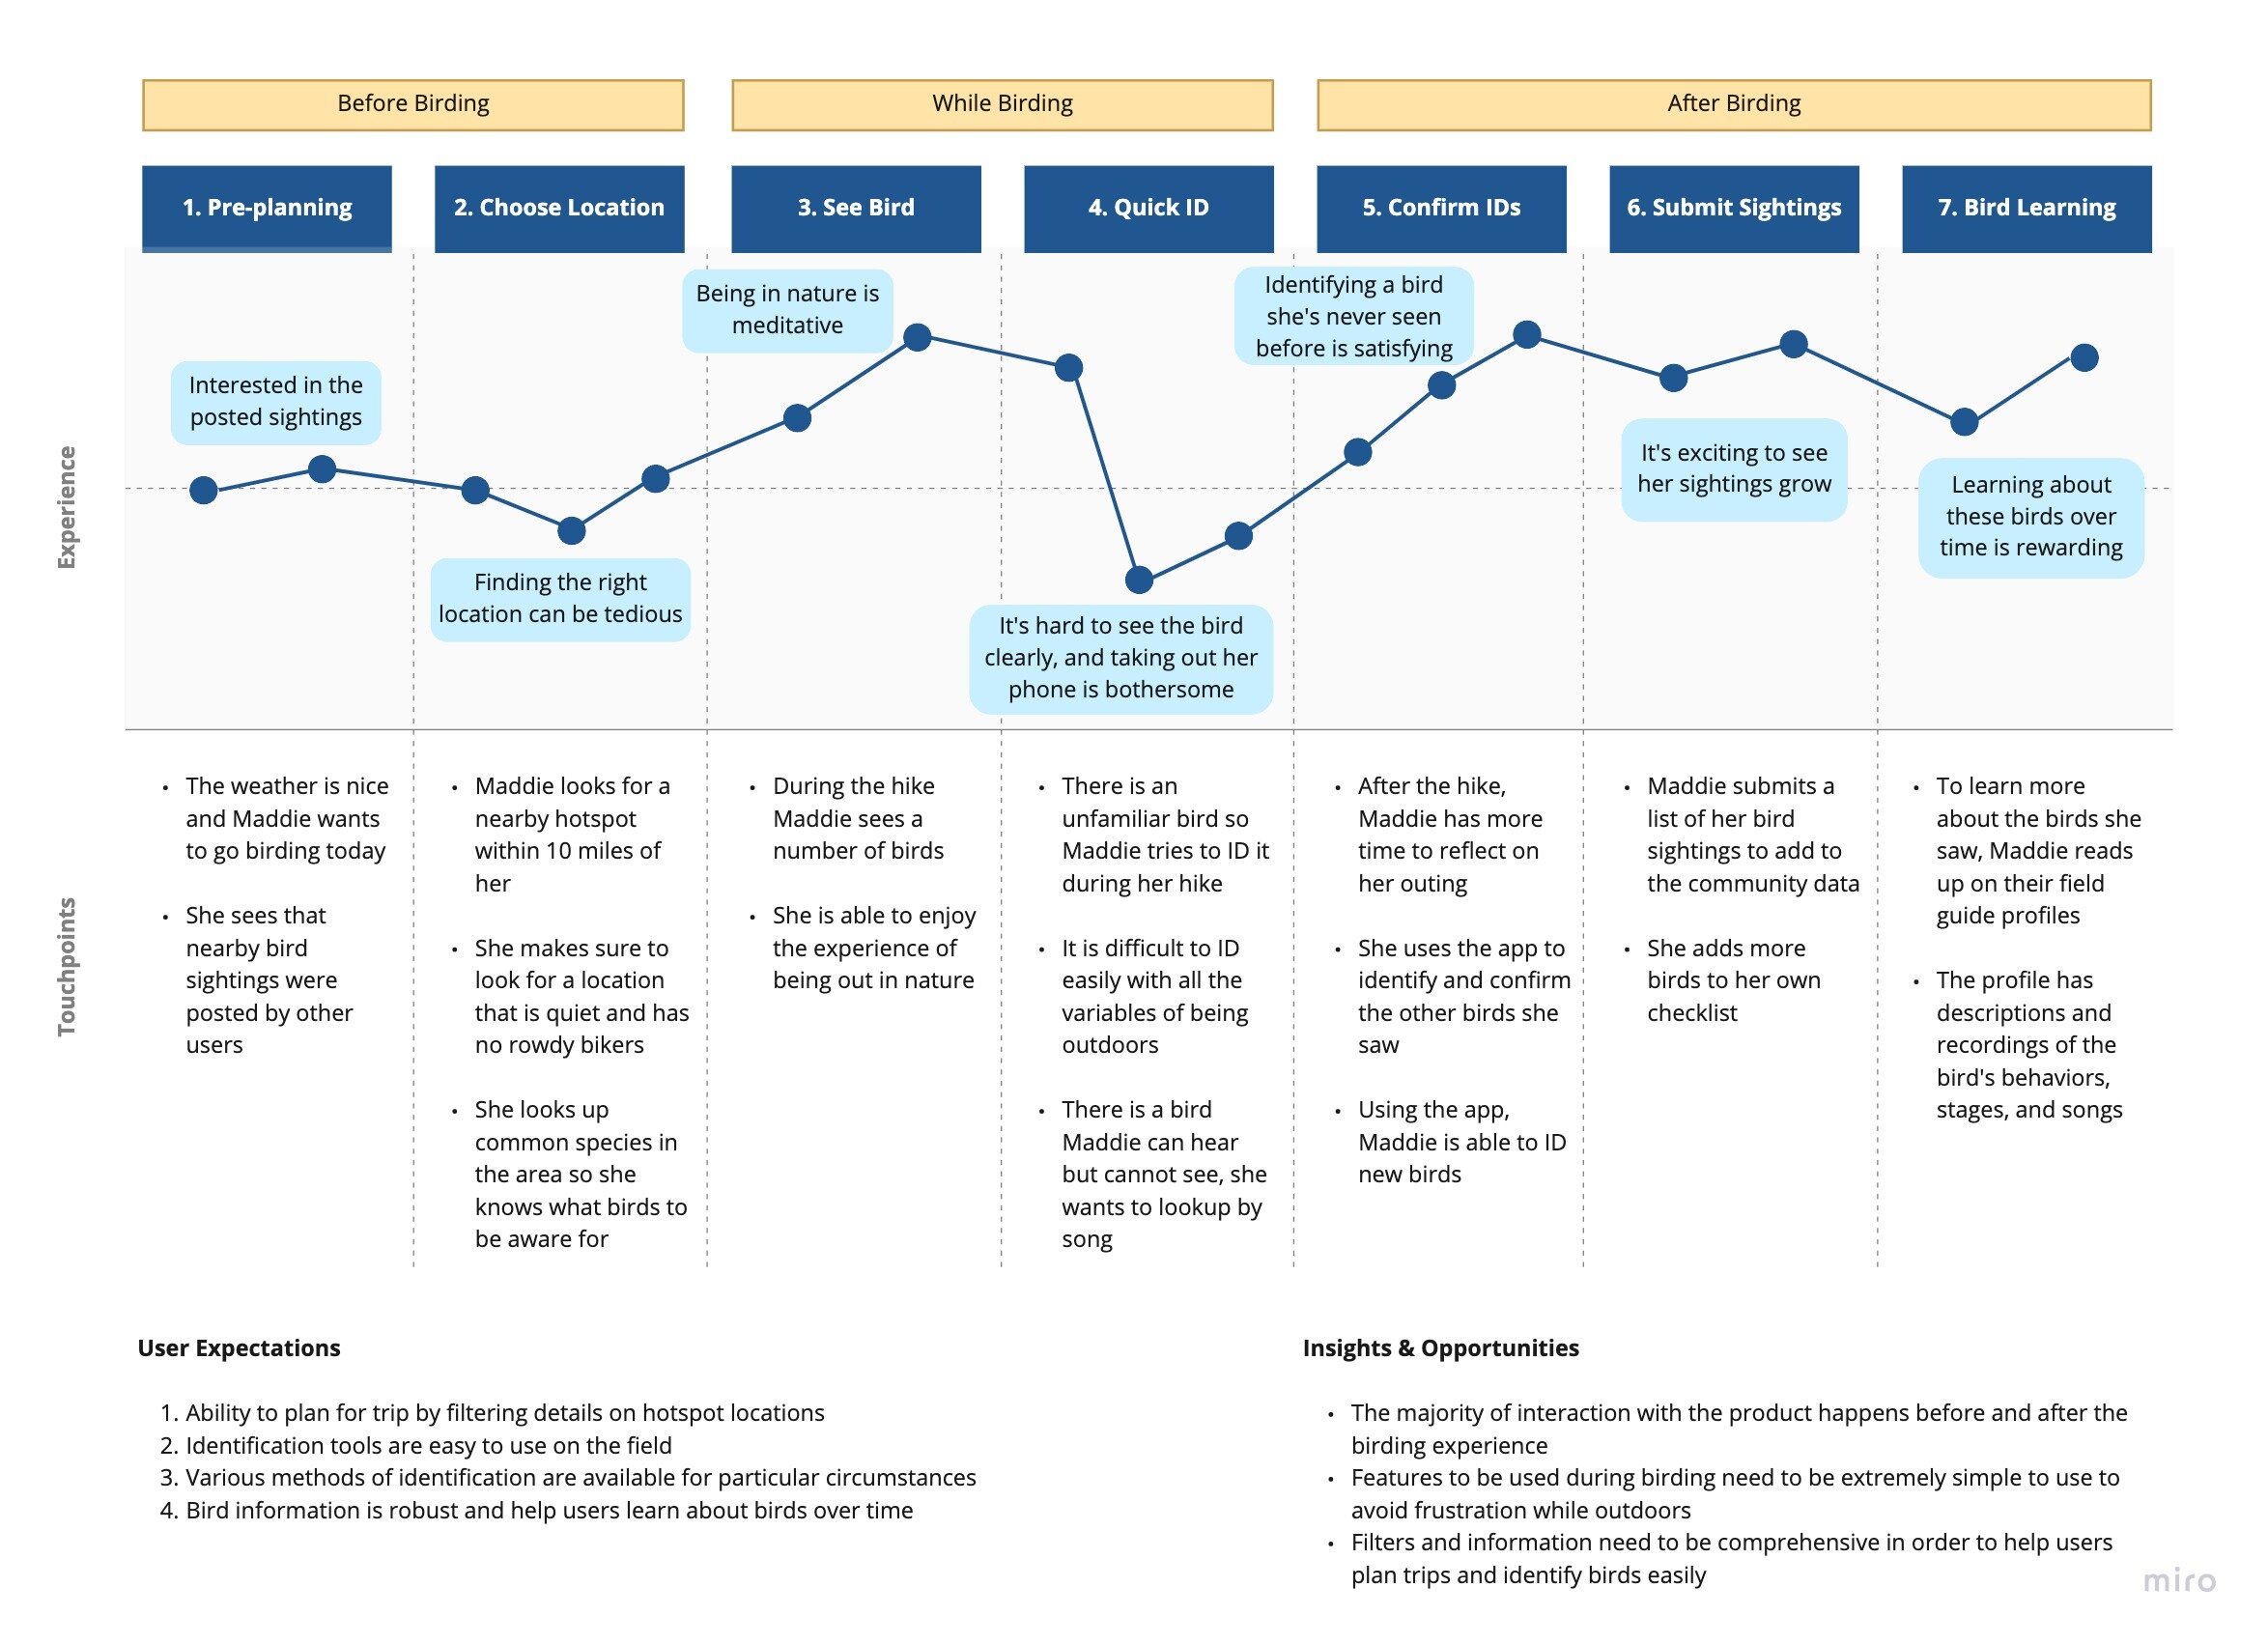 Before Birding
While Birding
After Birding
1. Pre-planning
2. Choose Location
3. See Bird
4. Quick ID
5. Confirm IDs
6. Submit Sightings
7. Bird Learning
Experience
Interested in the
posted sightings
Finding the right
location can be tedious
Being in nature is
meditative
It's hard to see the bird
clearly, and taking out her
phone is bothersome
Identifying a bird
she's never seen
before is satisfying
It's exciting to see
her sightings grow
Learning about
these birds over
time is rewarding
Touchpoints
• The weather is nice
and Maddie wants
to go birding today
• She sees that
nearby bird
sightings were
posted by other
users
• Maddie looks for a
nearby hotspot
within 10 miles of
her
• She makes sure to
look for a location
that is quiet and has
no rowdy bikers
• She looks up
common species in
the area so she
knows what birds to
be aware for
• During the hike
Maddie sees a
number of birds
• She is able to enjoy
the experience of
being out in nature
• There is an
unfamiliar bird so
Maddie tries to ID it
during her hike
• It is difficult to ID
easily with all the
variables of being
outdoors
• There is a bird
Maddie can hear
but cannot see, she
wants to lookup by
song
• After the hike,
Maddie has more
time to reflect on
her outing
• She uses the app to
identify and confirm
the other birds she
saw
• Using the app,
Maddie is able to ID
new birds
• Maddie submits a
list of her bird
sightings to add to
the community data
• She adds more
birds to her own
checklist
• To learn more
about the birds she
saw, Maddie reads
up on their field
guide profiles
• The profile has
descriptions and
recordings of the
bird's behaviors,
stages, and songs
User Expectations
1. Ability to plan for trip by filtering details on hotspot locations
2. Identification tools are easy to use on the field
3. Various methods of identification are available for particular circumstances
4. Bird information is robust and help users learn about birds over time
Insights & Opportunities
• The majority of interaction with the product happens before and after the
birding experience
• Features to be used during birding need to be extremely simple to use to
avoid frustration while outdoors
• Filters and information need to be comprehensive in order to help users
plan trips and identify birds easily
miro